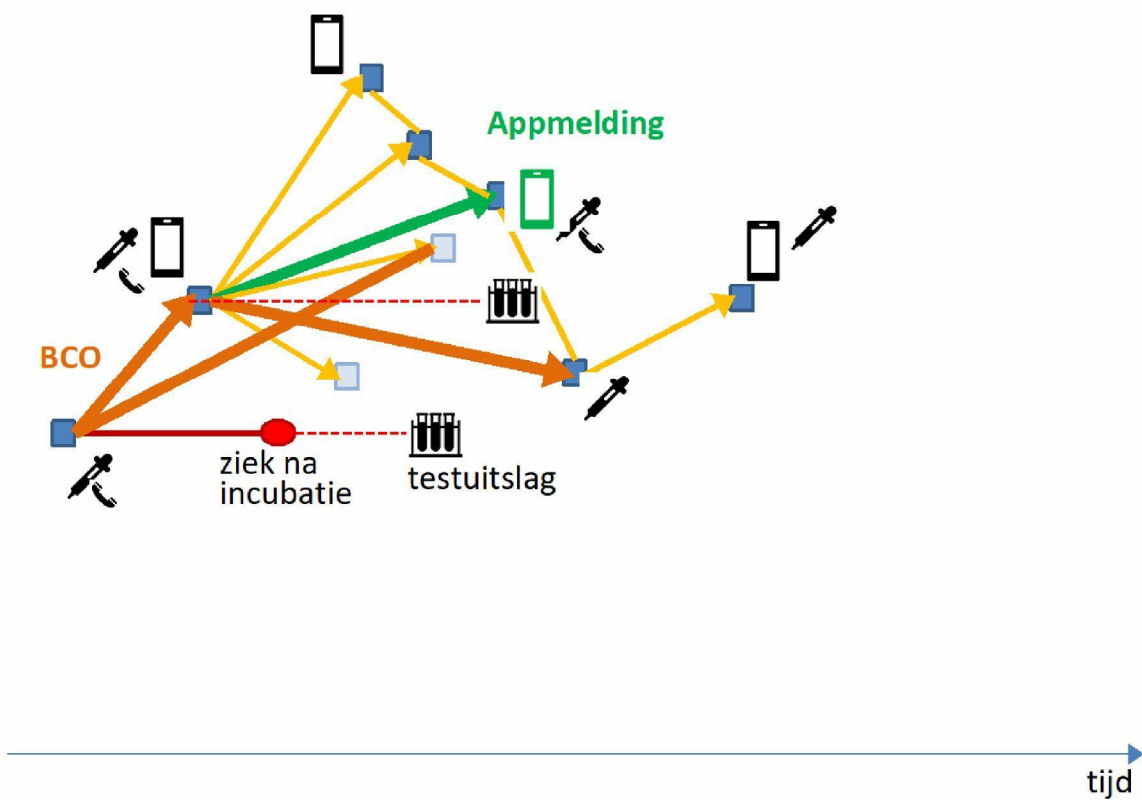 Appmelding
BCO
ziek na
incubatie
testuitslag
tijd